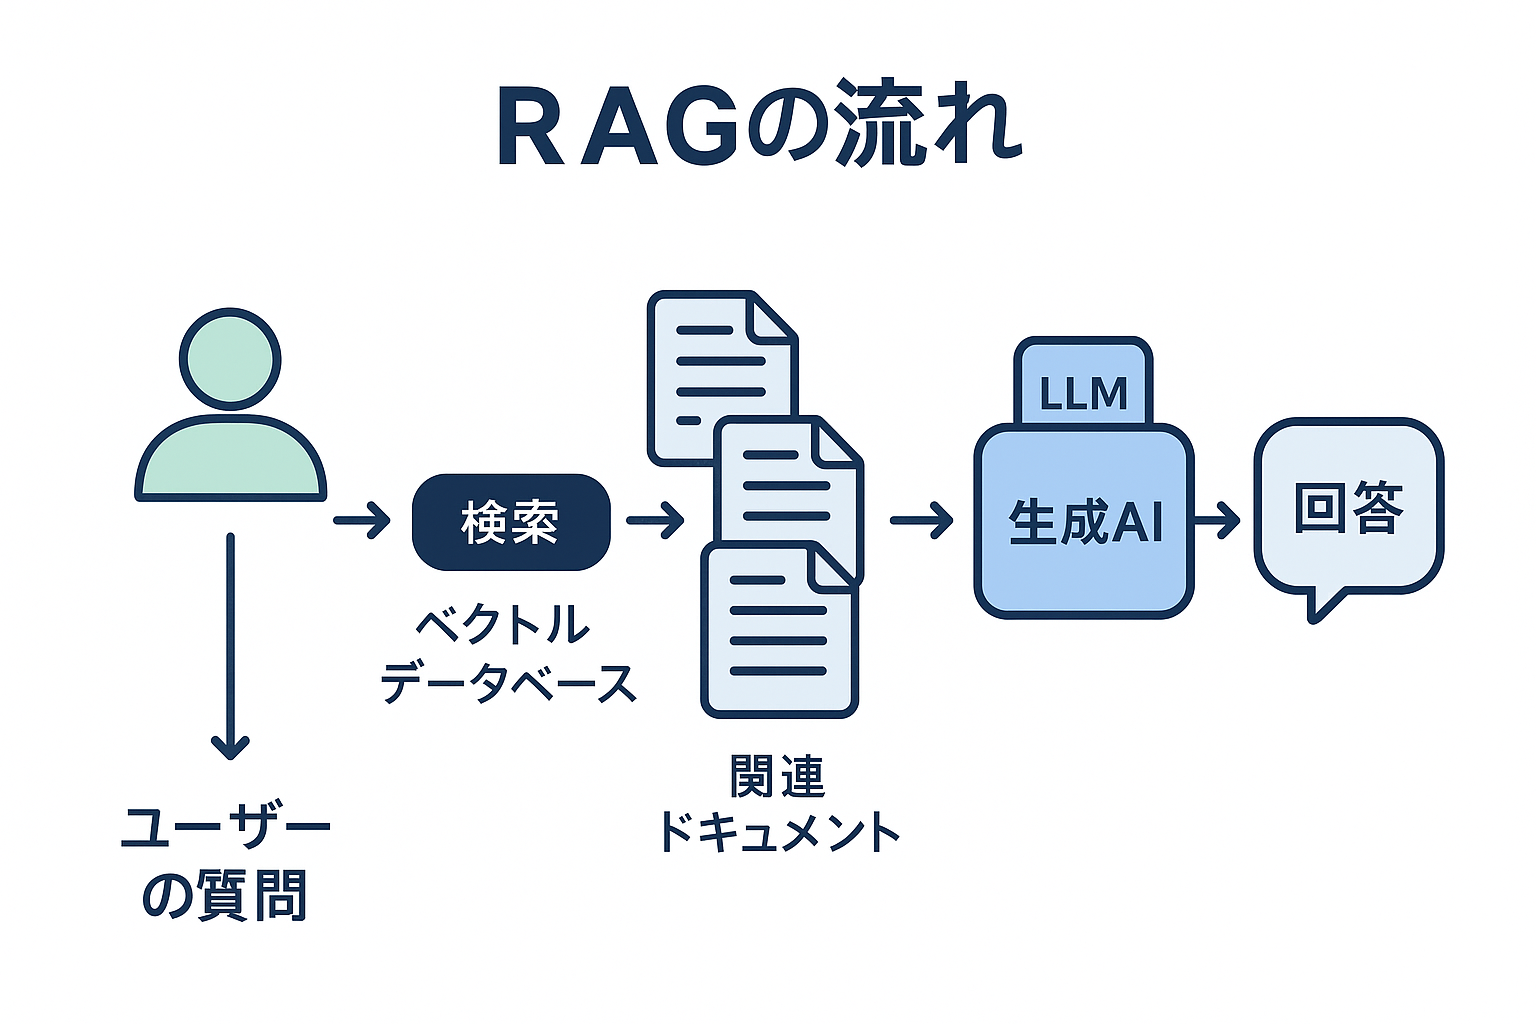 RAGの流れ
ユーザー
の質問
検索
ベクトル
データベース
関連
ドキュメント
LLM
生成AI
回答